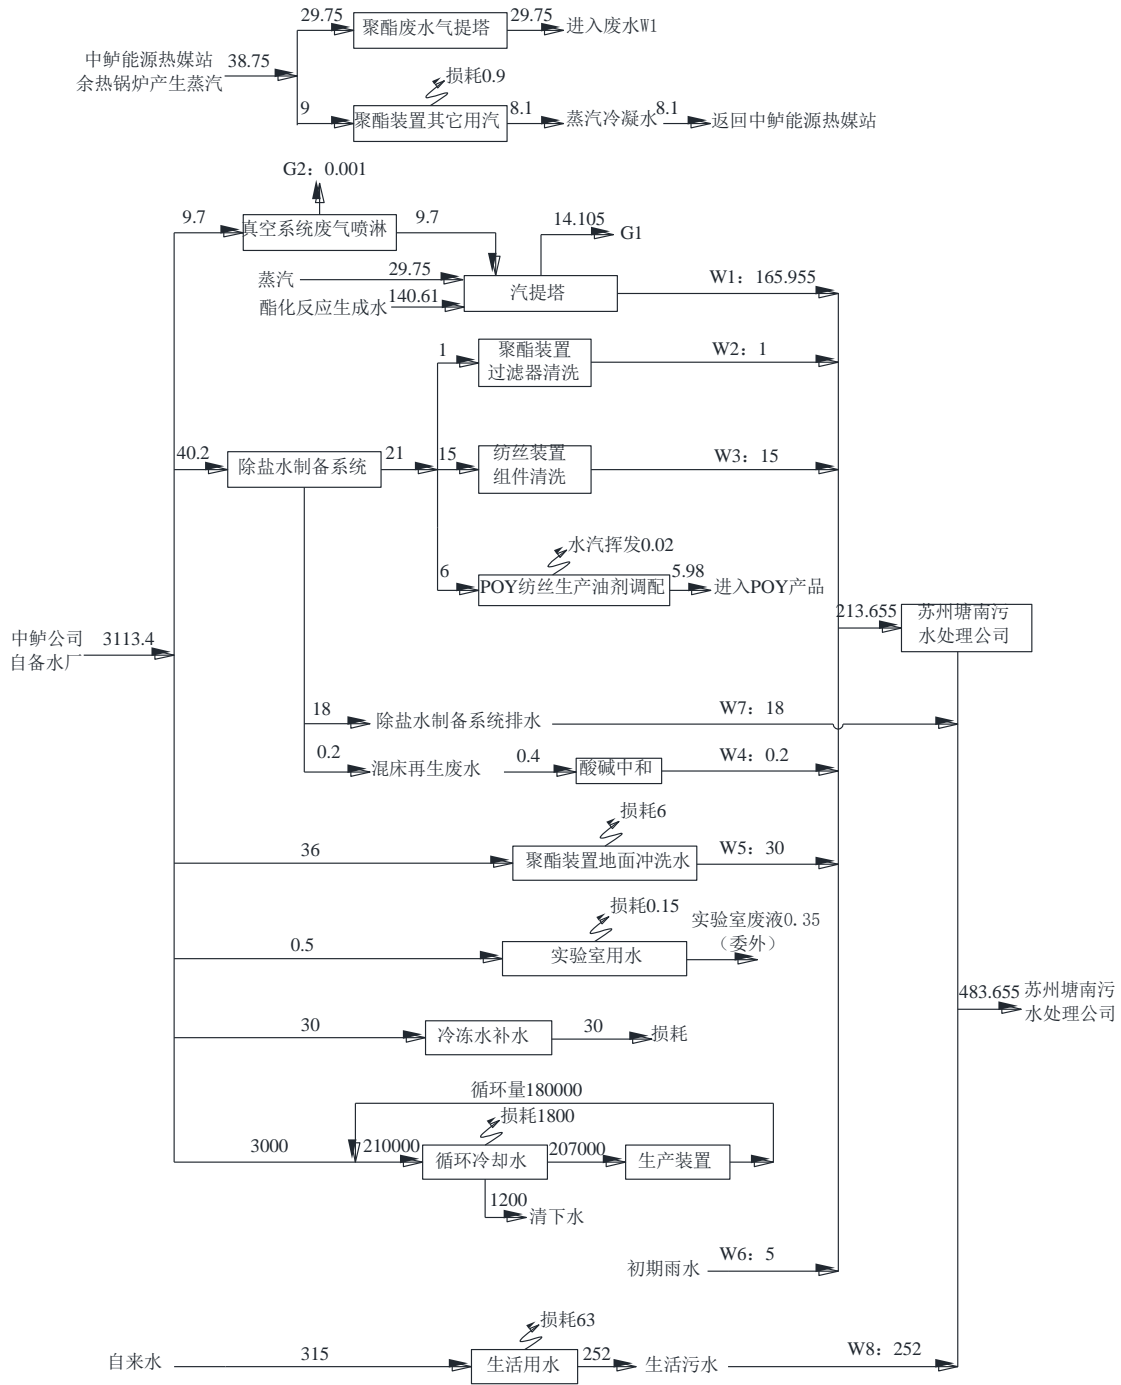 29.75
聚酯废水气提塔
29.75
进入废水W1
中鲈能源热媒站
余热锅炉产生蒸汽
38.75
损耗0.9
9
聚酯装置其它用汽
8.1
蒸汽冷凝水
8.1
返回中鲈能源热媒站
G2：0.001
9.7
真空系统废气喷淋
9.7
14.105
G1
蒸汽
29.75
酯化反应生成水
140.61
汽提塔
W1：165.955
1
聚酯装置
过滤器清洗
W2：1
40.2
除盐水制备系统
21
15
纺丝装置
组件清洗
W3：15
水汽挥发0.02
6
POY纺丝生产油剂调配
5.98
进入POY产品
213.655
苏州塘南污
水处理公司
中鲈公司
自备水厂
3113.4
18
除盐水制备系统排水
W7：18
0.2
混床再生废水
0.4
酸碱中和
W4：0.2
损耗6
36
聚酯装置地面冲洗水
W5：30
损耗0.15
0.5
实验室用水
实验室废液0.35
（委外）
483.655
苏州塘南污
水处理公司
30
冷冻水补水
30
损耗
循环量180000
损耗1800
3000
210000
循环冷却水
207000
生产装置
1200
清下水
初期雨水
W6：5
损耗63
自来水
315
生活用水
252
生活污水
W8：252